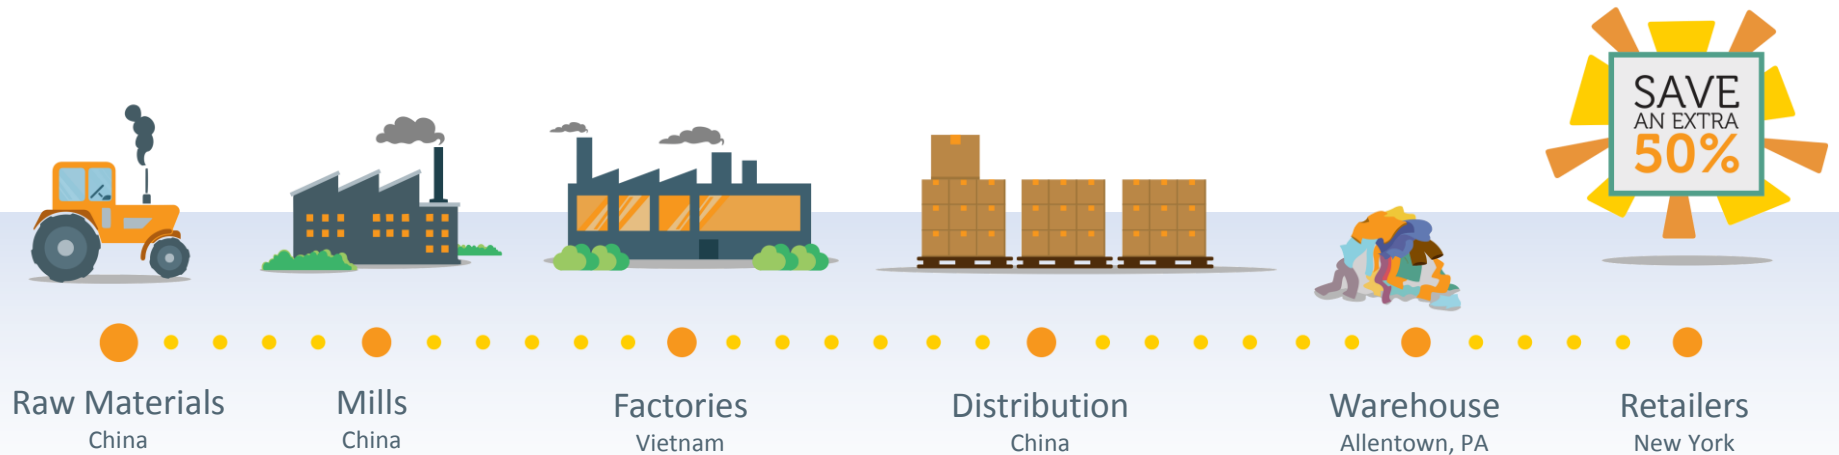 SAVE
AN EXTRA
50%
Raw Materials
China
Mills
China
Factories
Vietnam
Distribution
China
Warehouse
Allentown, PA
Retailers
New York